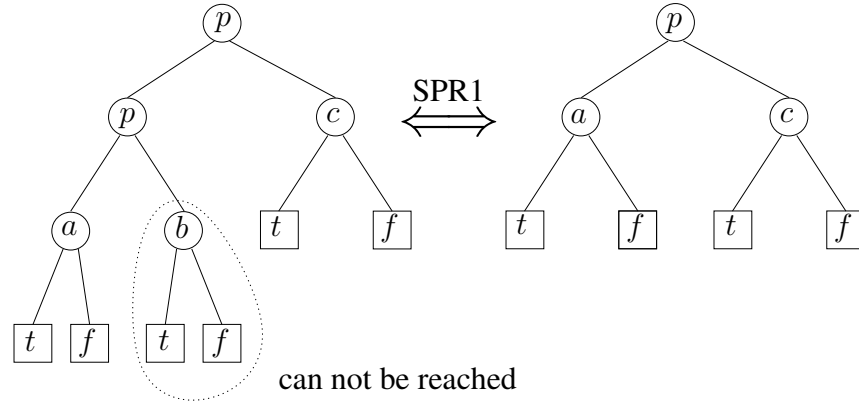 p p
SPR1
p c a c
a b t f t f t f
t f t f
can not be reached